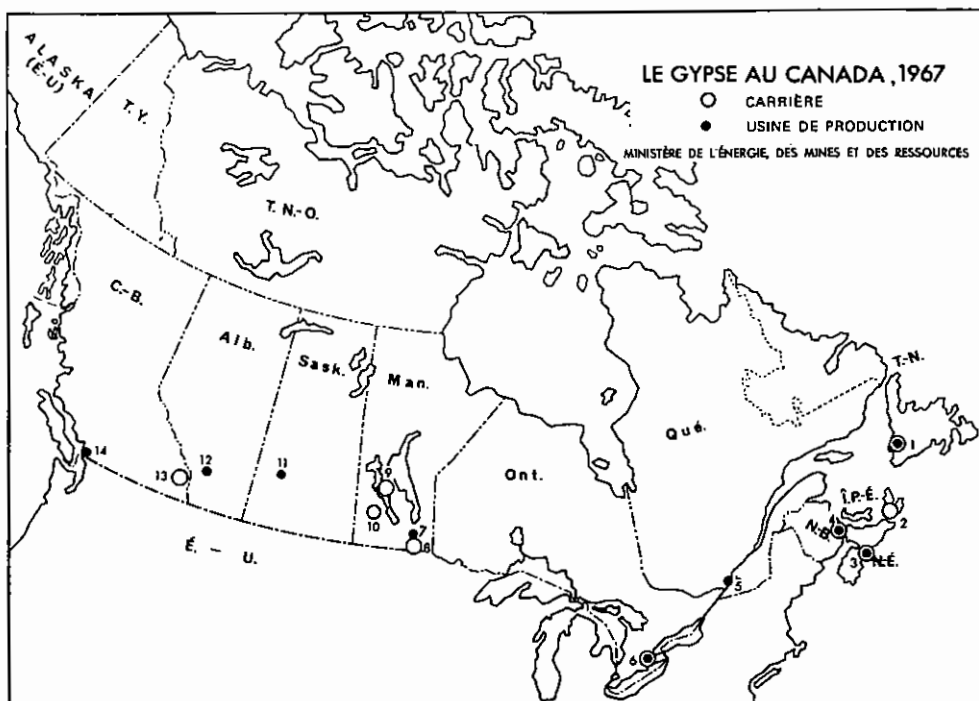 LE GYPSE AU CANADA, 1967
CARRIÈRE
USINE DE PRODUCTION
MINISTÈRE DE L'ÉNERGIE, DES MINES ET DES RESSOURCES
ALASKA
(É-U)
T.Y.
T.N.-O.
C.-B.
Alb.
Sask.
Man.
Ont.
Qué.
T.-N.
Î.P.-É.
N.-B.
N.-É.
É.-U.
1
2
3
4
5
6
7
8
9
10
11
12
13
14